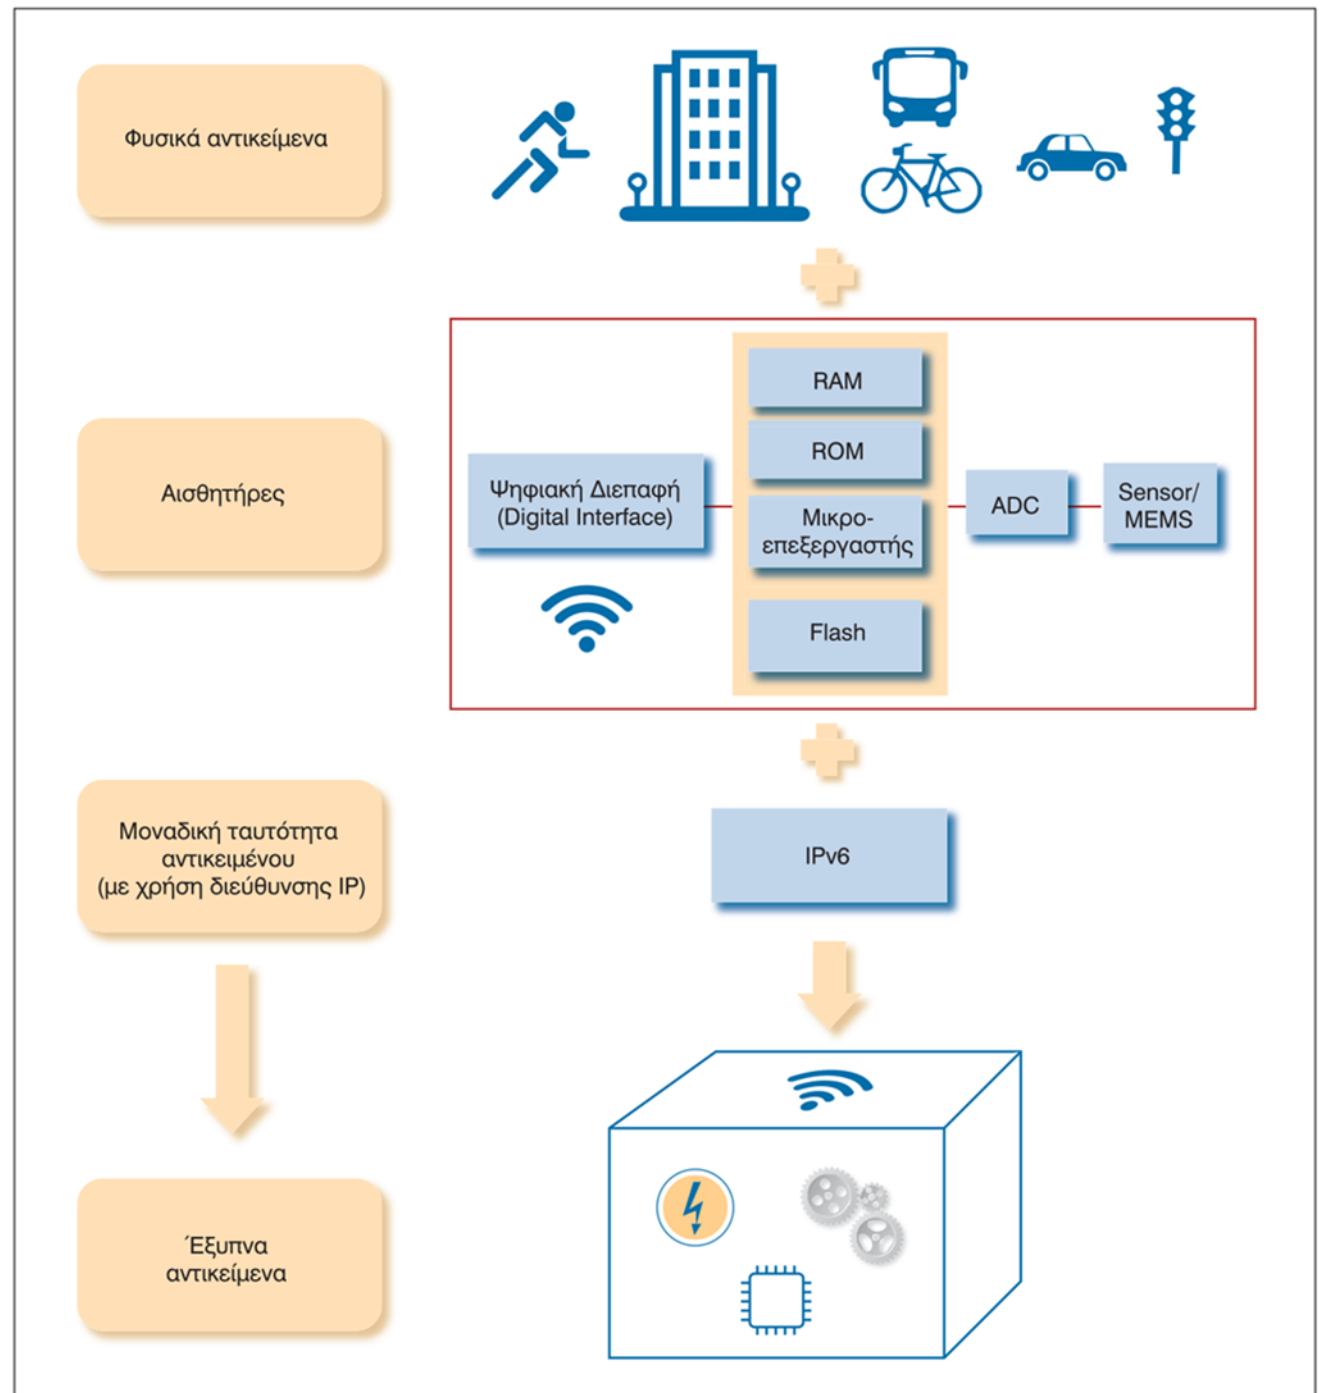 Φυσικά αντικείμενα
RAM
ROM
Αισθητήρες
Ψηφιακή Διεπαφή
(Digital Interface)
Μικρο-
επεξεργαστής
ADC
Sensor/
MEMS
Flash
Μοναδική ταυτότητα
αντικειμένου
(με χρήση διεύθυνσης IP)
IPv6
Έξυπνα
αντικείμενα